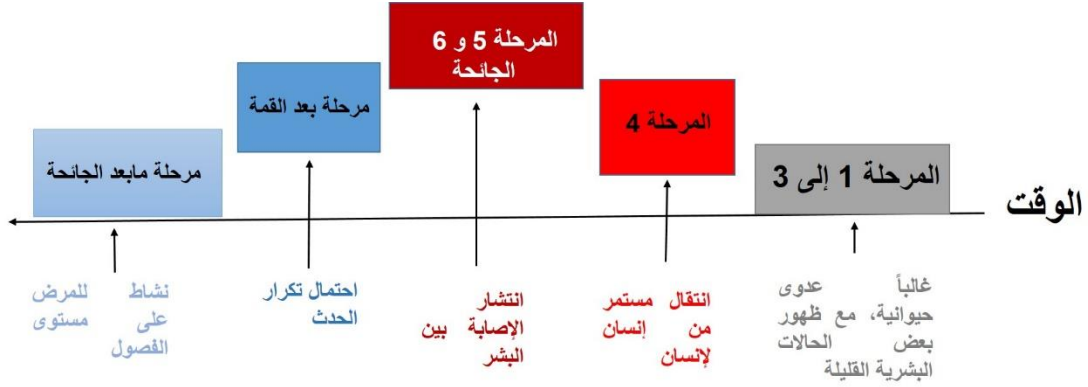 الوقت
المرحلة 1 إلى 3
المرحلة 4
المرحلة 5 و 6
الجائحة
مرحلة بعد القمة
مرحلة مابعد الجائحة
غالباً عدوى
حيوانية، مع ظهور
بعض الحالات
البشرية القليلة
انتقال مستمر
من إنسان
لإنسان
انتشار
الإصابة بين
البشر
احتمال تكرار
الحدث
نشاط للمرض
على مستوى
الفصول